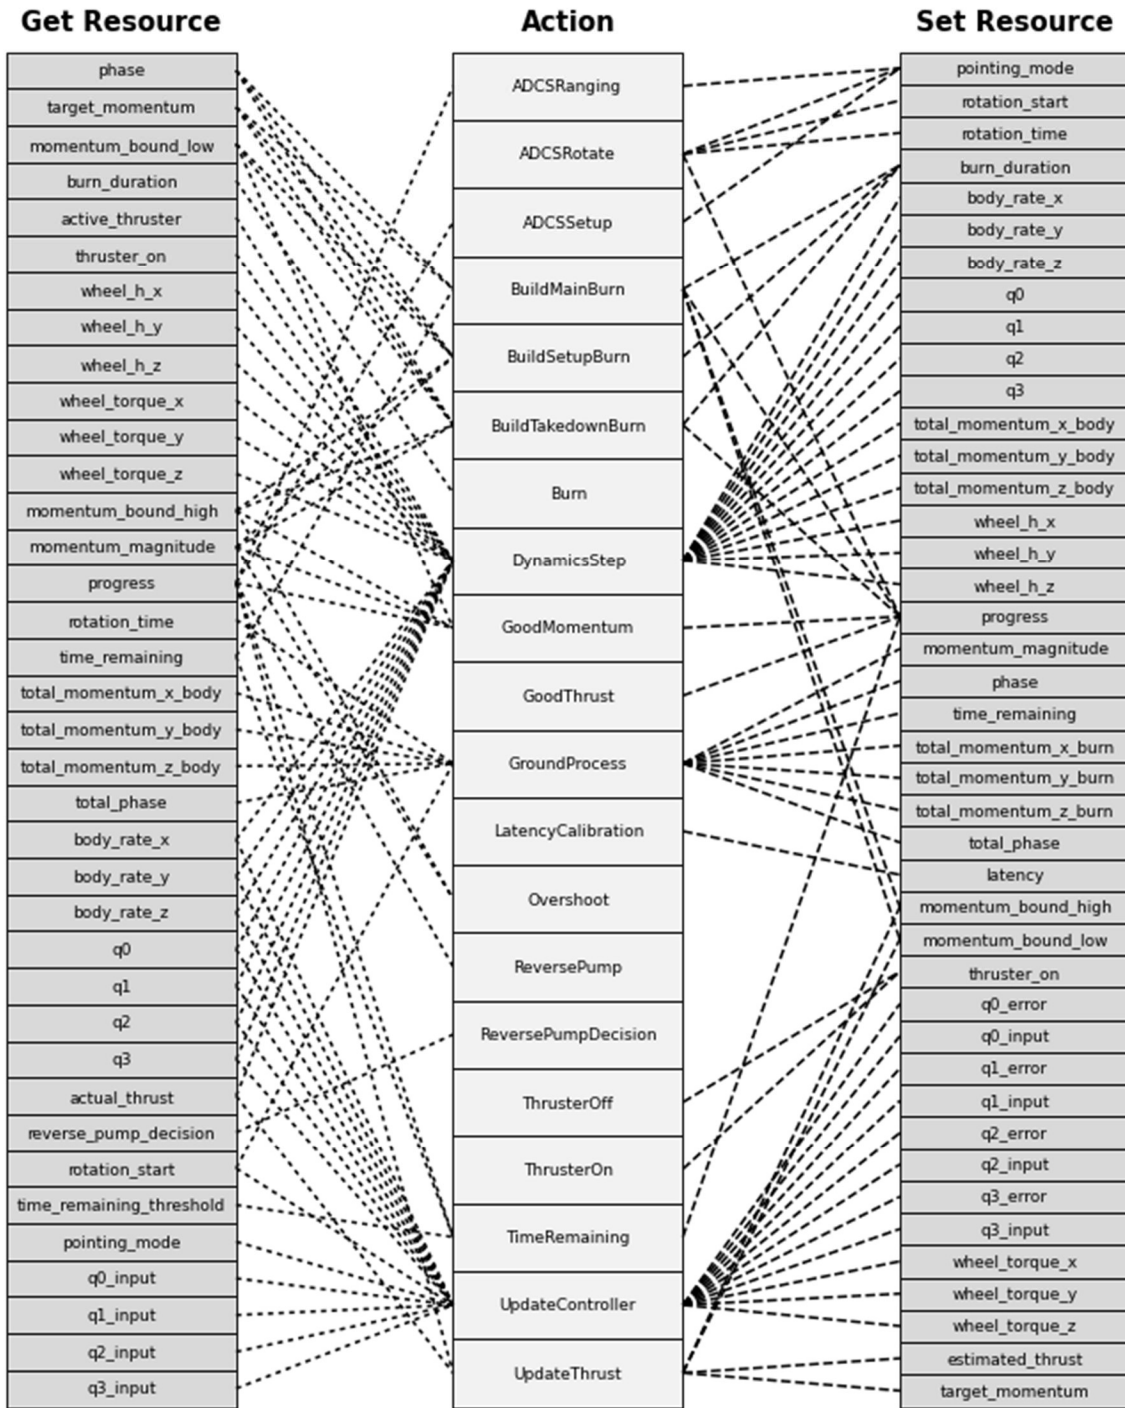 Get Resource
phase
target_momentum
momentum_bound_low
burn_duration
active_thruster
thruster_on
wheel_h_x
wheel_h_y
wheel_h_z
wheel_torque_x
wheel_torque_y
wheel_torque_z
momentum_bound_high
momentum_magnitude
progress
rotation_time
time_remaining
total_momentum_x_body
total_momentum_y_body
total_momentum_z_body
total_phase
body_rate_x
body_rate_y
body_rate_z
q0
q1
q2
q3
actual_thrust
reverse_pump_decision
rotation_start
time_remaining_threshold
pointing_mode
q0_input
q1_input
q2_input
q3_input
Action
ADCSRanging
ADCSRotate
ADCSSetup
BuildMainBurn
BuildSetupBurn
BuildTakedownBurn
Burn
DynamicsStep
GoodMomentum
GoodThrust
GroundProcess
LatencyCalibration
Overshoot
ReversePump
ReversePumpDecision
ThrusterOff
ThrusterOn
TimeRemaining
UpdateController
UpdateThrust
Set Resource
pointing_mode
rotation_start
rotation_time
burn_duration
body_rate_x
body_rate_y
body_rate_z
q0
q1
q2
q3
total_momentum_x_body
total_momentum_y_body
total_momentum_z_body
wheel_h_x
wheel_h_y
wheel_h_z
progress
momentum_magnitude
phase
time_remaining
total_momentum_x_burn
total_momentum_y_burn
total_momentum_z_burn
total_phase
latency
momentum_bound_high
momentum_bound_low
thruster_on
q0_error
q0_input
q1_error
q1_input
q2_error
q2_input
q3_error
q3_input
wheel_torque_x
wheel_torque_y
wheel_torque_z
estimated_thrust
target_momentum